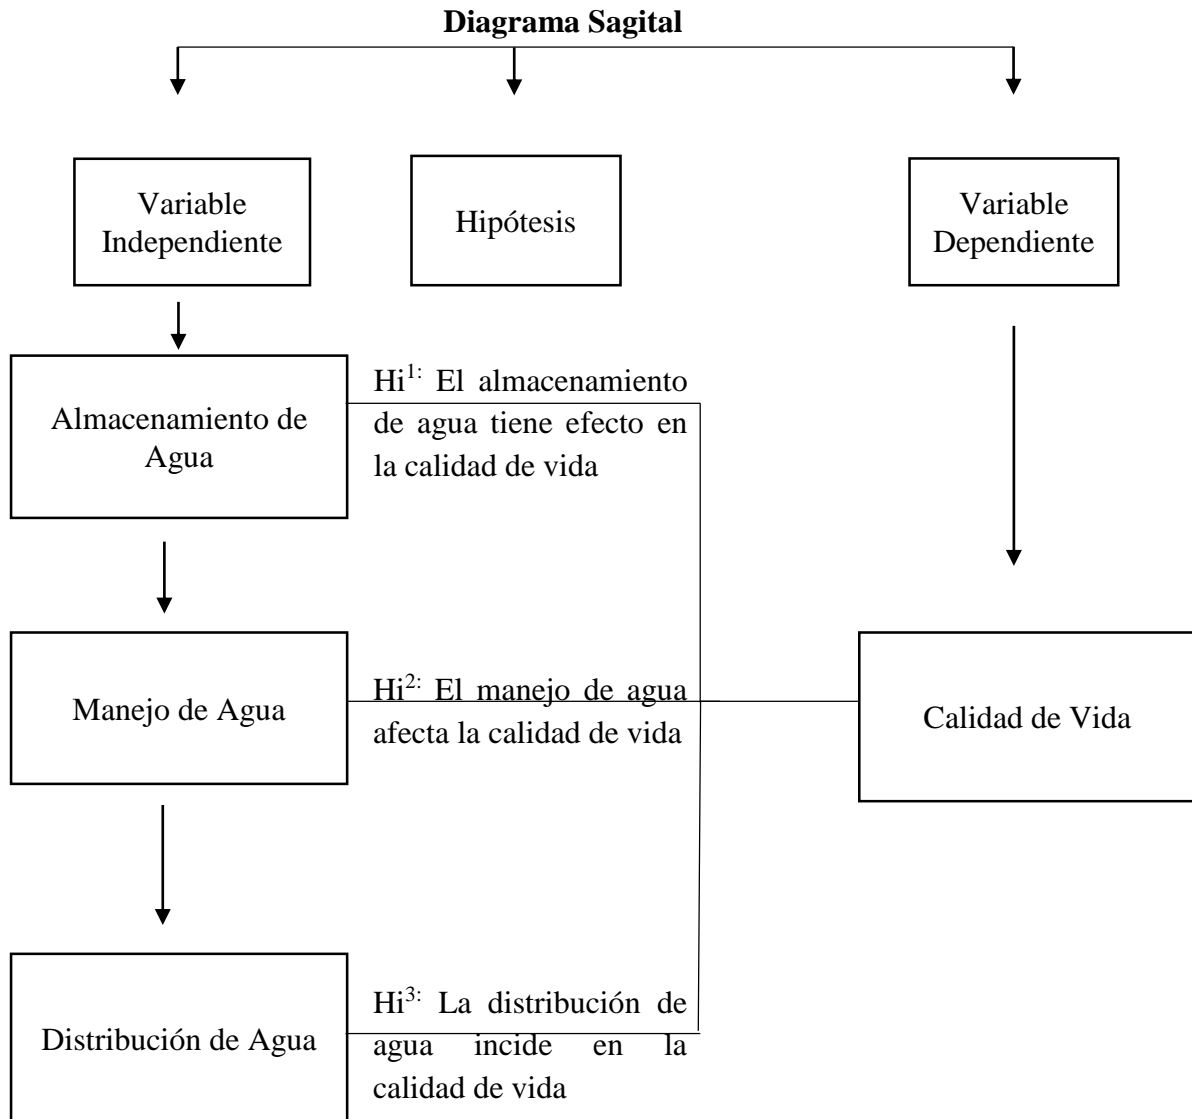 Diagrama Sagital
Variable
Independiente
Hipótesis
Variable
Dependiente
Almacenamiento de
Agua
Hi¹: El almacenamiento
de agua tiene efecto en
la calidad de vida
Manejo de Agua
Hi²: El manejo de agua
afecta la calidad de vida
Calidad de Vida
Distribución de Agua
Hi³: La distribución de
agua incide en la
calidad de vida